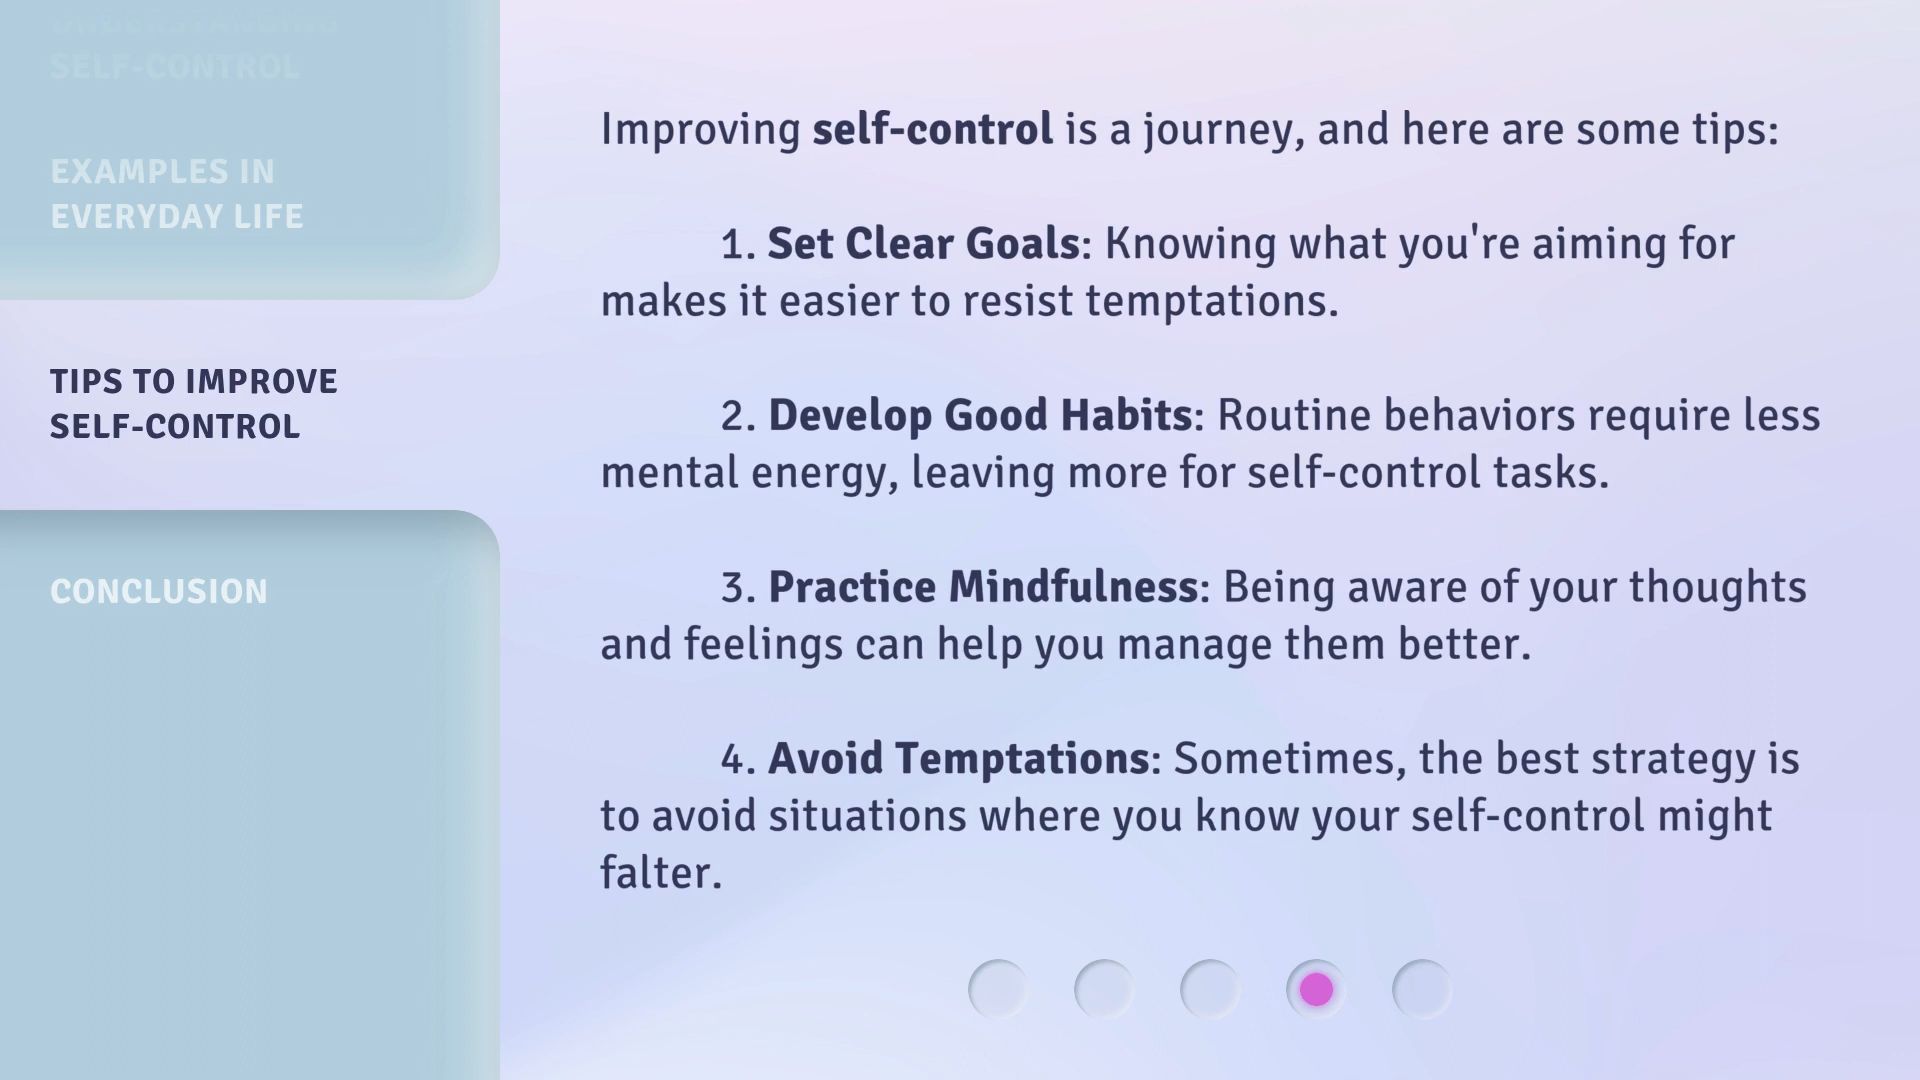 UNDERSTANDING
SELF-CONTROL
EXAMPLES IN
EVERYDAY LIFE
TIPS TO IMPROVE
SELF-CONTROL
CONCLUSION
Improving self-control is a journey, and here are some tips:
1. Set Clear Goals: Knowing what you're aiming for
makes it easier to resist temptations.
2. Develop Good Habits: Routine behaviors require less
mental energy, leaving more for self-control tasks.
3. Practice Mindfulness: Being aware of your thoughts
and feelings can help you manage them better.
4. Avoid Temptations: Sometimes, the best strategy is
to avoid situations where you know your self-control might
falter.